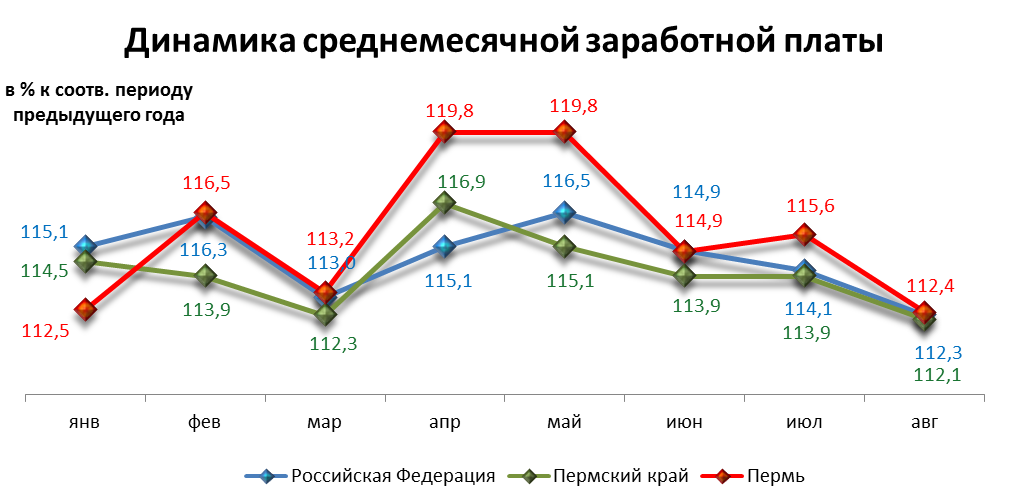 Динамика среднемесячной заработной платы
в % к соотв. периоду
предыдущего года
119,8
119,8
116,5
116,9
116,5
114,9
115,1
113,2
114,9
115,6
116,3
113,0
114,5
115,1
115,1
112,4
112,5
113,9
113,9
114,1
112,3
113,9
112,3
112,1
янв
фев
мар
апр
май
июн
июл
авг
Российская Федерация
Пермский край
Пермь